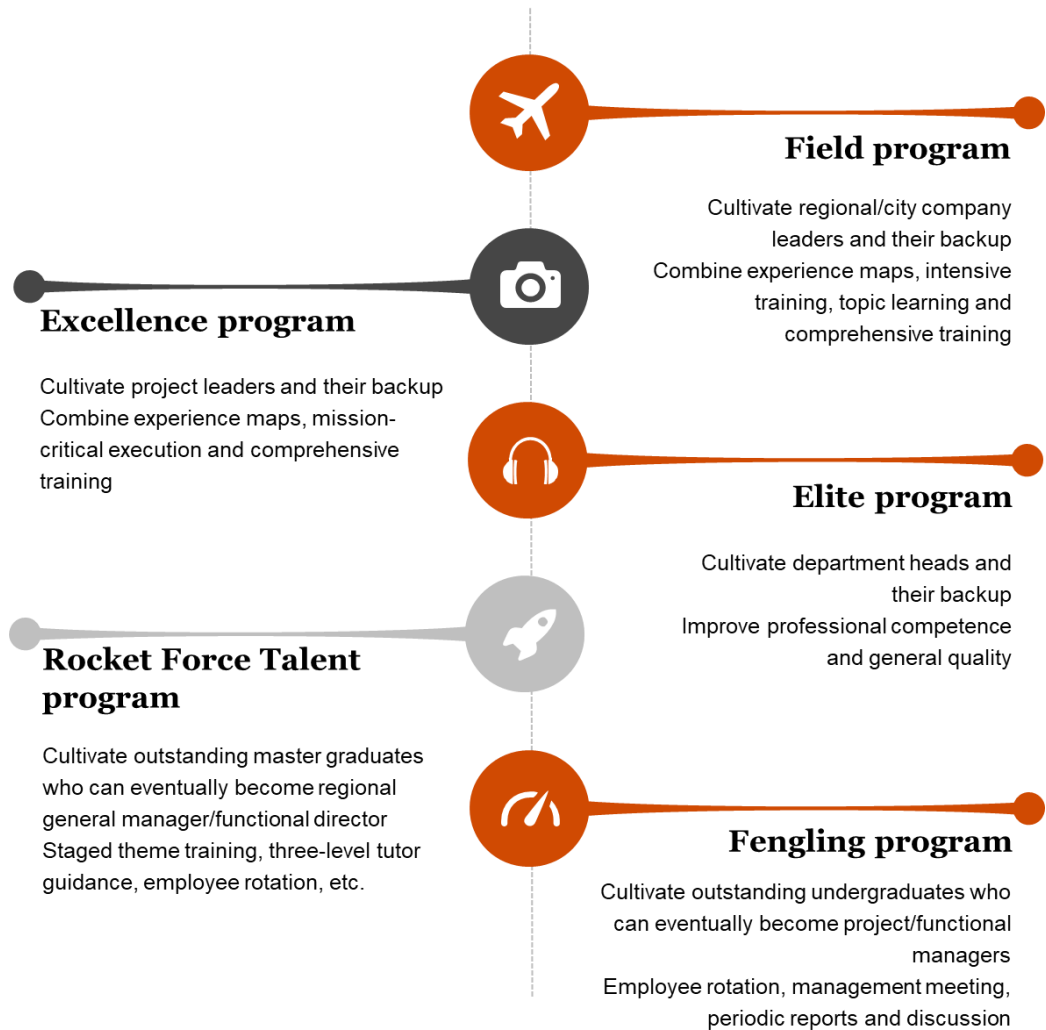 Field program
Cultivate regional/city company
leaders and their backup
Combine experience maps, intensive
training, topic learning and
comprehensive training
Excellence program
Cultivate project leaders and their backup
Combine experience maps, mission-
critical execution and comprehensive
training
Elite program
Cultivate department heads and
their backup
Improve professional competence
and general quality
Rocket Force Talent
program
Cultivate outstanding master graduates
who can eventually become regional
general manager/functional director
Staged theme training, three-level tutor
guidance, employee rotation, etc.
Fengling program
Cultivate outstanding undergraduates who
can eventually become project/functional
managers
Employee rotation, management meeting,
periodic reports and discussion